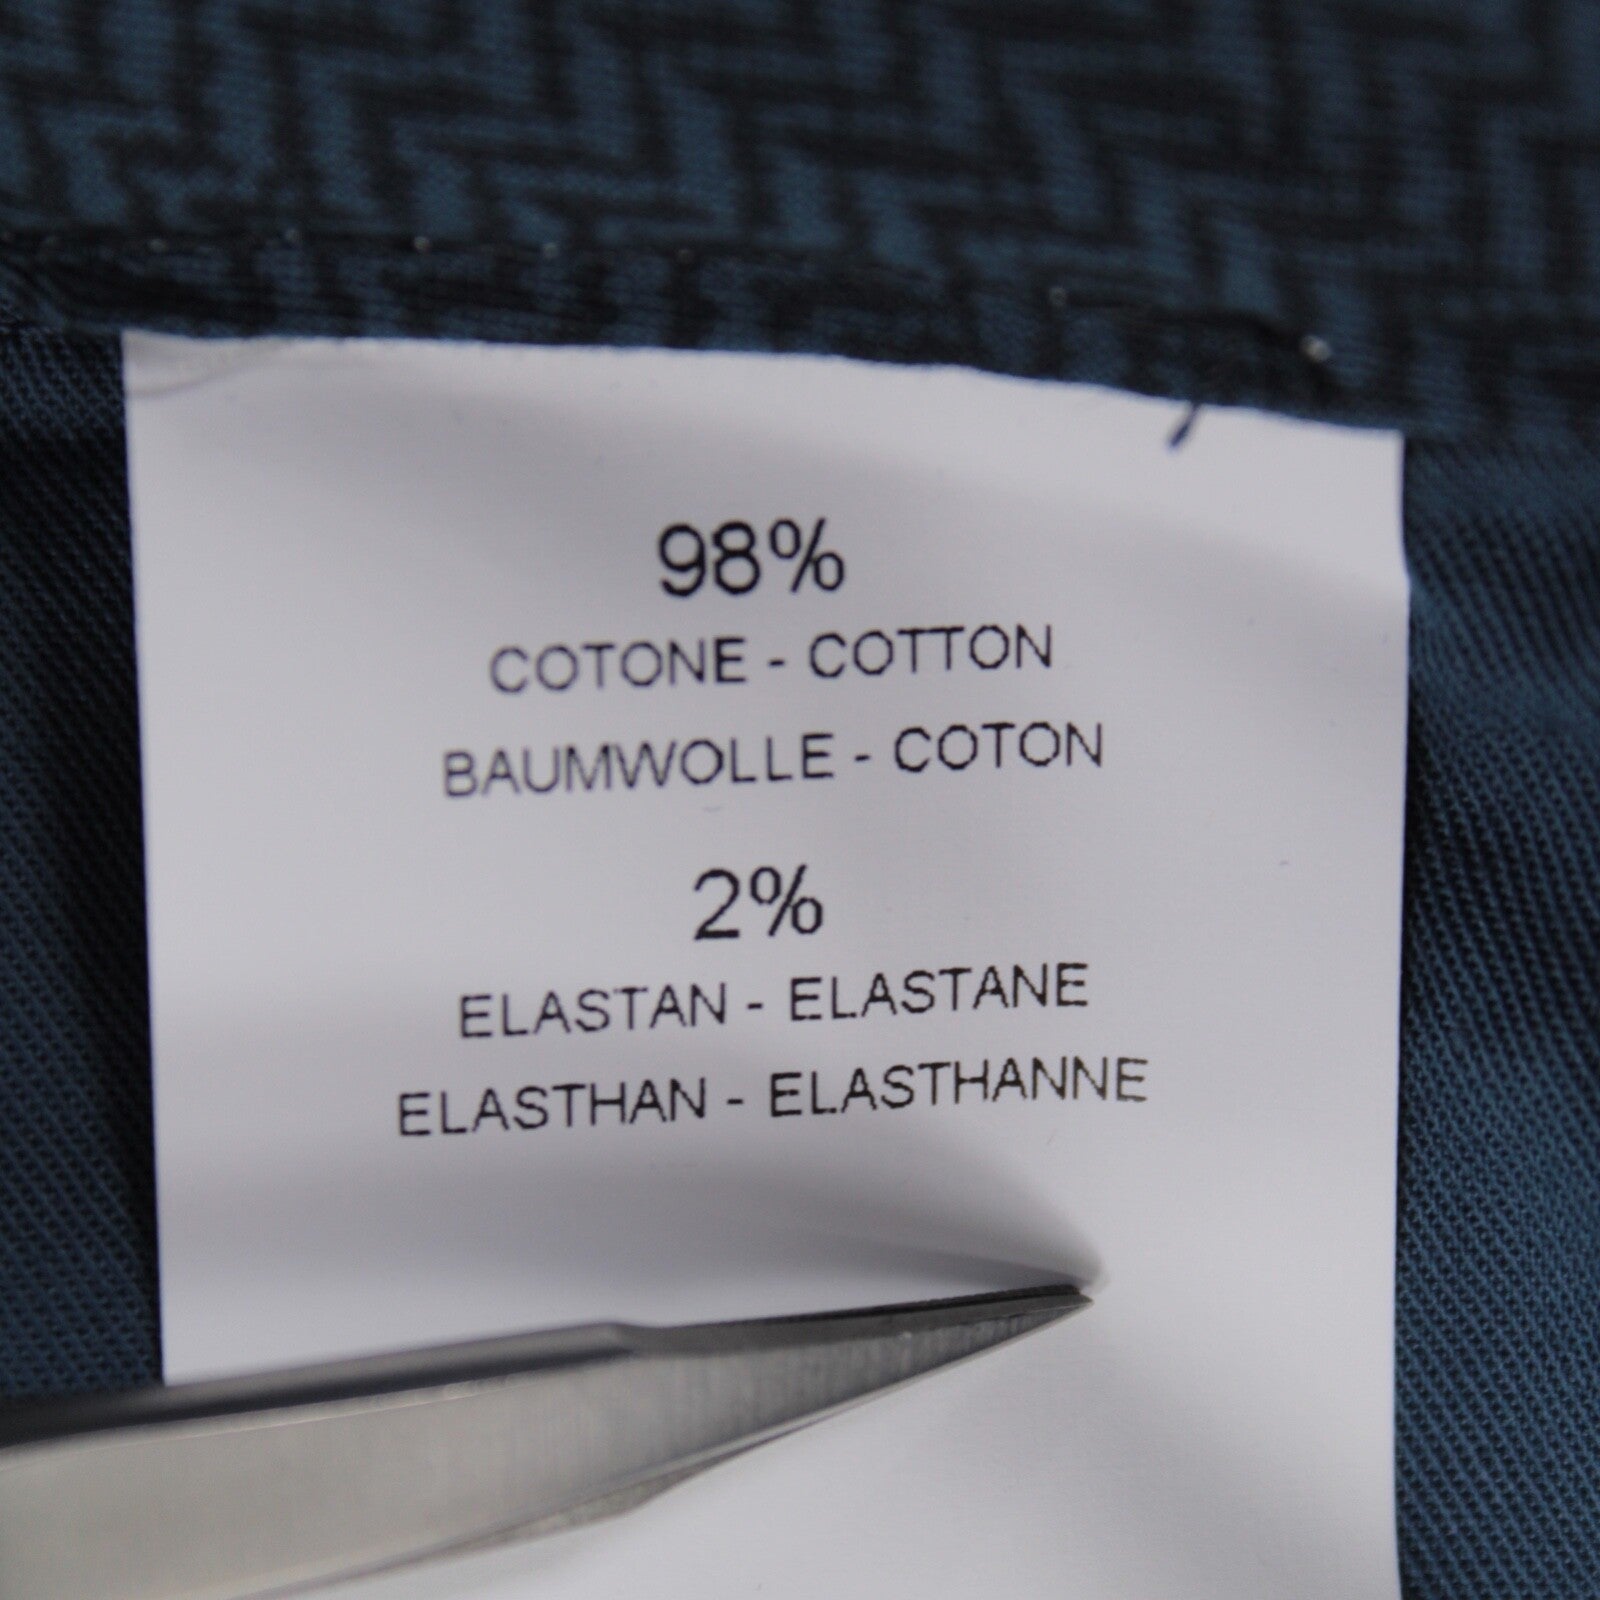 98%
COTONE - COTTON
BAUMWOLLE - COTON
2%
ELASTAN - ELASTANE
ELASTHAN - ELASTHANNE